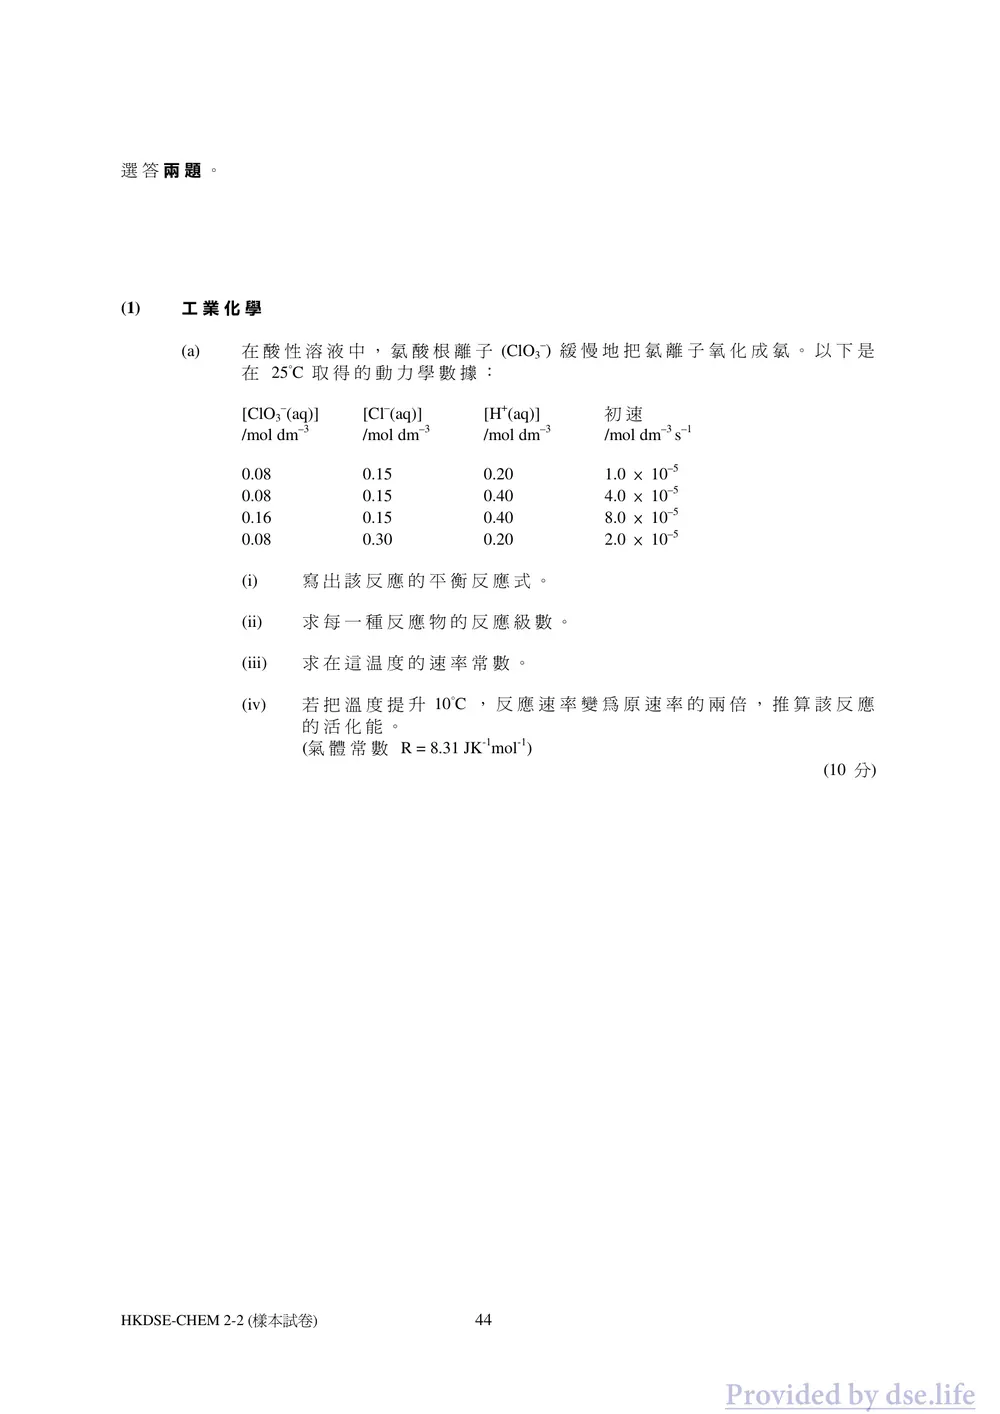 選答兩題。
(1) 工業化學
(a) 在酸性溶液中，氯酸根離子 (ClO₃⁻) 緩慢地把氯離子氧化成氯。以下是
在 25°C 取得的動力學數據：
[ClO₃⁻(aq)] [Cl⁻(aq)] [H⁺(aq)] 初速
/mol dm⁻³ /mol dm⁻³ /mol dm⁻³ /mol dm⁻³ s⁻¹
0.08 0.15 0.20 1.0 × 10⁻⁵
0.08 0.15 0.40 4.0 × 10⁻⁵
0.16 0.15 0.40 8.0 × 10⁻⁵
0.08 0.30 0.20 2.0 × 10⁻⁵
(i) 寫出該反應的平衡反應式。
(ii) 求每一種反應物的反應級數。
(iii) 求在這温度的速率常數。
(iv) 若把溫度提升 10°C ，反應速率變爲原速率的兩倍，推算該反應
的活化能。
(氣體常數 R = 8.31 JK⁻¹mol⁻¹)
(10 分)
HKDSE-CHEM 2-2 (樣本試卷) 44
Provided by dse.life